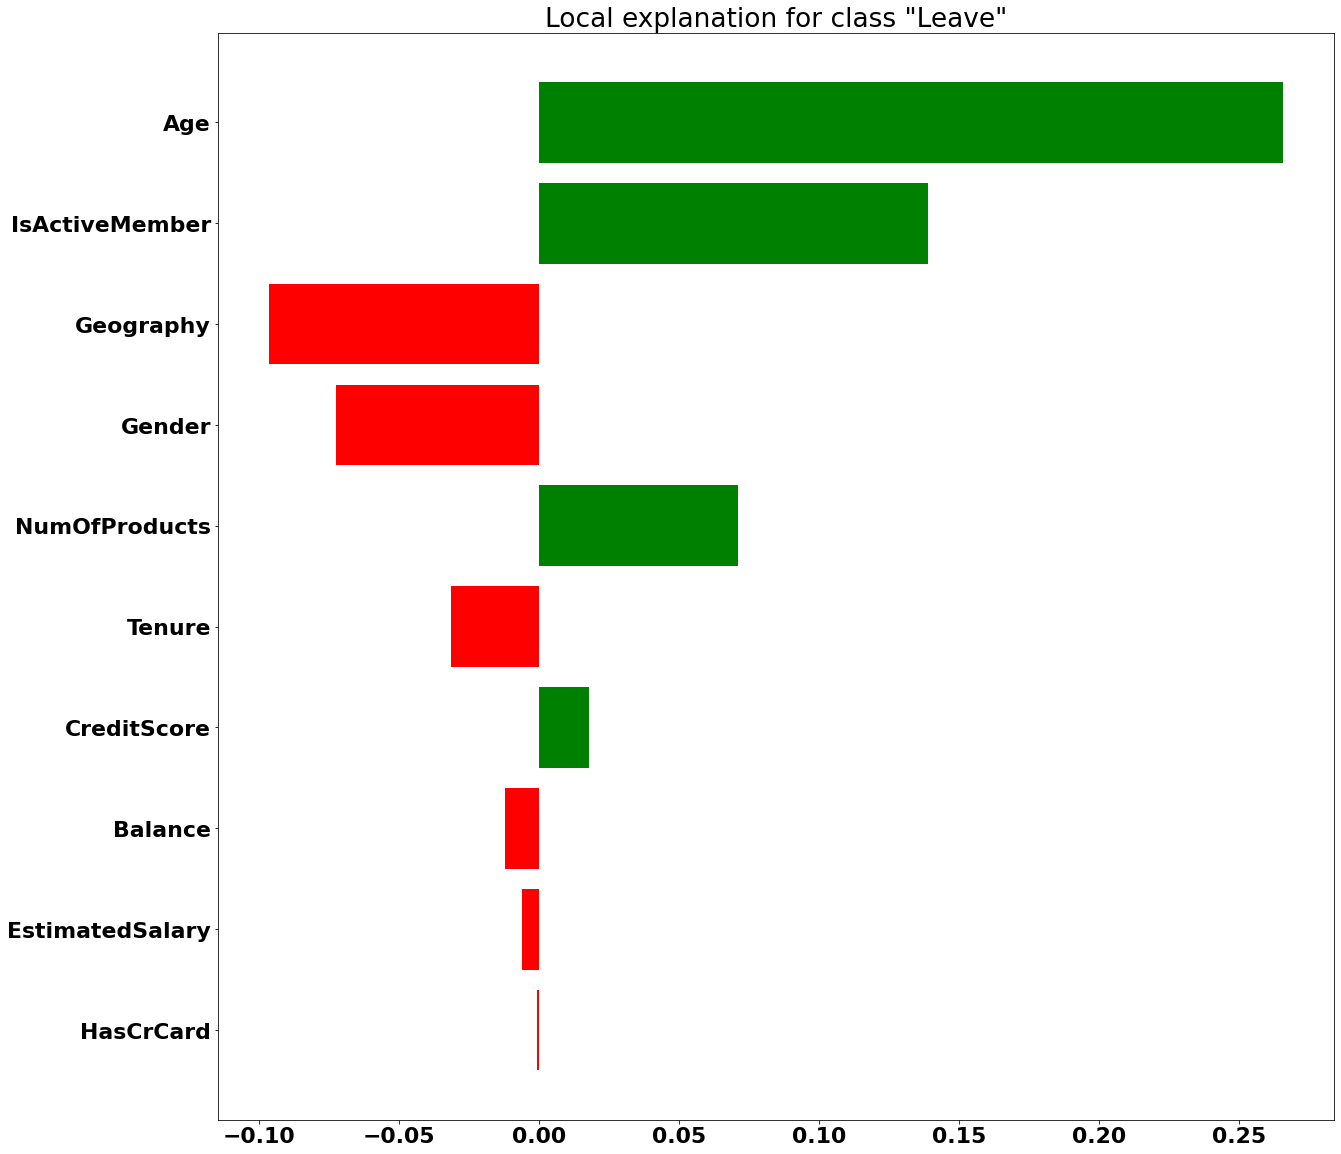 Local explanation for class "Leave"
Age
IsActiveMember
Geography
Gender
NumOfProducts
Tenure
CreditScore
Balance
EstimatedSalary
HasCrCard
−0.10 −0.05 0.00 0.05 0.10 0.15 0.20 0.25